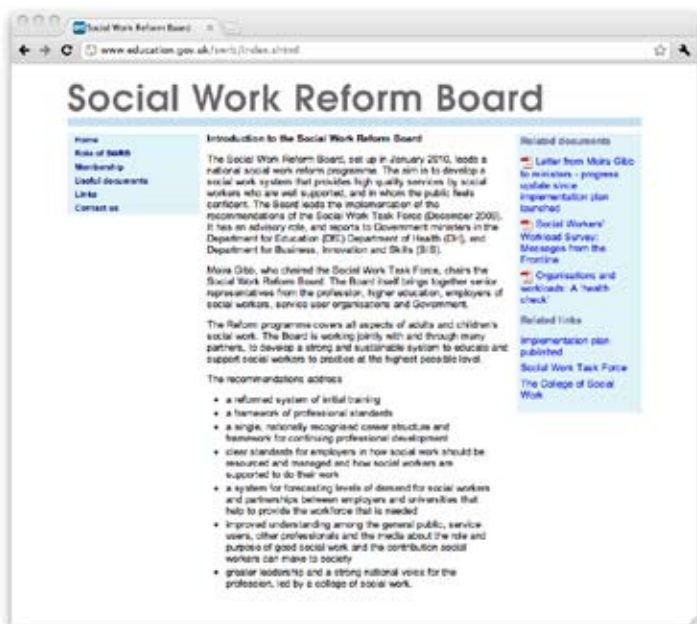 Social Work Reform Board
www.education.gov.uk/swrb/index.shtml
Social Work Reform Board
Home
Role of SWRB
Membership
Useful documents
Links
Contact us
Introduction to the Social Work Reform Board
The Social Work Reform Board, set up in January 2010, leads a
national social work reform programme. The aim is to develop a
social work system that provides high quality services by social
workers who are well supported, and in whom the public feels
confident. The Board leads the implementation of the
recommendations of the Social Work Task Force (December 2009).
It has an advisory role, and reports to Government ministers in the
Department for Education (DfE) Department of Health (DH), and
Department for Business, Innovation and Skills (BIS).
Moira Gibb, who chaired the Social Work Task Force, chairs the
Social Work Reform Board. The Board itself brings together senior
representatives from the profession, higher education, employers of
social workers, service user organisations and Government.
The Reform programme covers all aspects of adults and children's
social work. The Board is working jointly with and through many
partners, to develop a strong and sustainable system to educate and
support social workers to practice at the highest possible level.
The recommendations address
• a reformed system of initial training
• a framework of professional standards
• a single, nationally recognised career structure and
framework for continuing professional development
• clear standards for employers in how social work should be
resourced and managed and how social workers are
supported to do their work
• a system for forecasting levels of demand for social workers
and partnerships between employers and universities that
help to provide the workforce that is needed
• improved understanding among the general public, service
users, other professionals and the media about the role and
purpose of good social work and the contribution social
workers can make to society
• greater leadership and a strong national voice for the
profession, led by a college of social work.
Related documents
Letter from Moira Gibb
to ministers - progress
update since
implementation plan
launched
Social Workers'
Workload Survey:
Messages from the
Frontline
Organisations and
workloads: A 'health
check'
Related links
Implementation plan
published
Social Work Task Force
The College of Social
Work